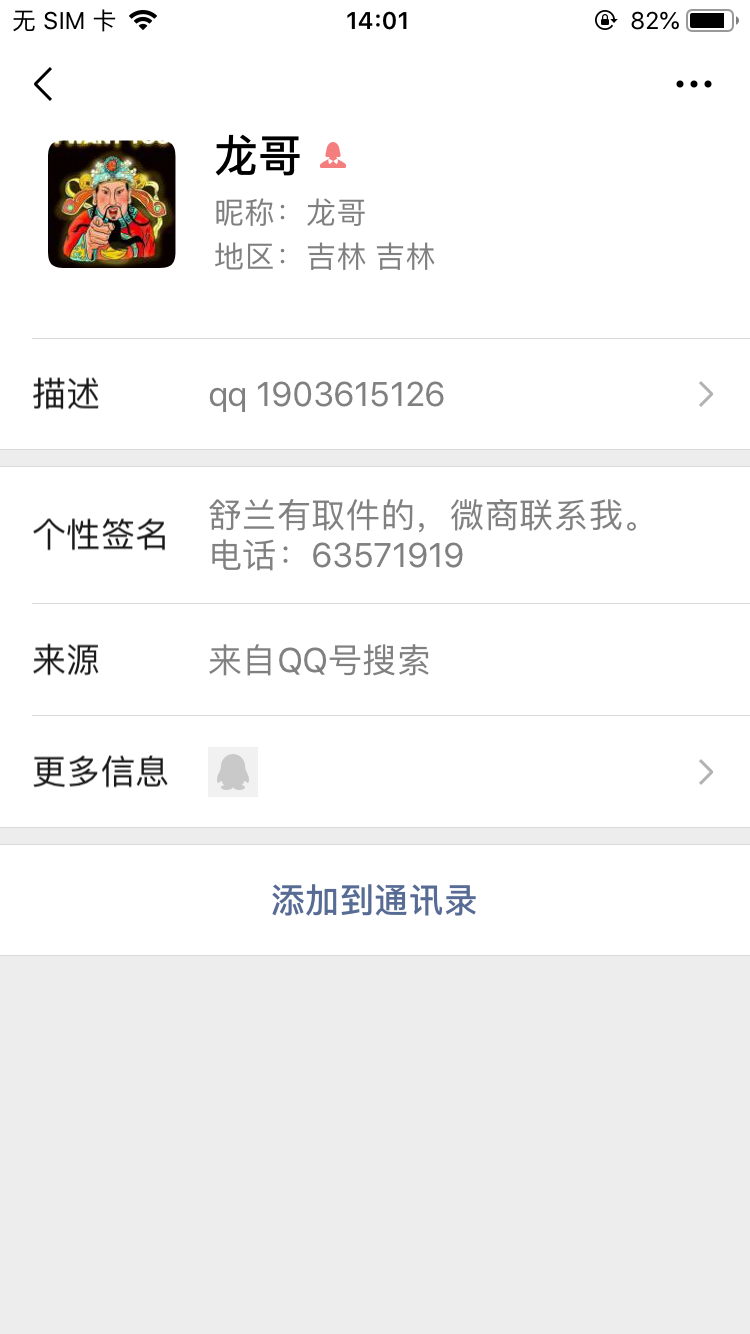 无 SIM 卡 14:01 82%
龙哥
昵称：龙哥
地区：吉林 吉林
描述 qq 1903615126
个性签名 舒兰有取件的，微商联系我。
电话：63571919
来源 来自QQ号搜索
更多信息
添加到通讯录